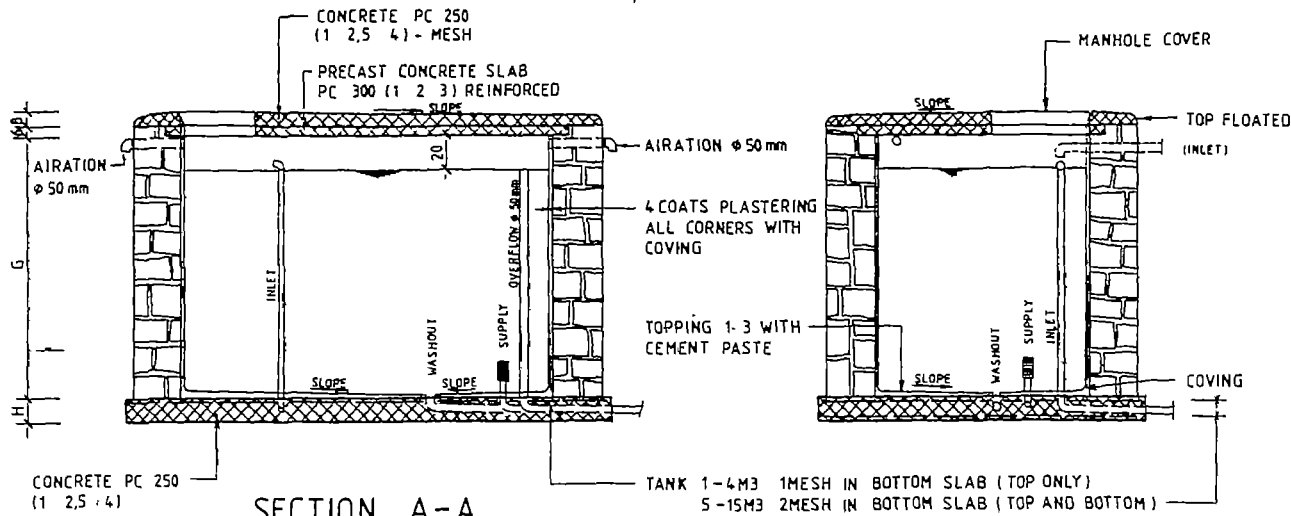 CONCRETE PC 250
(1 2,5 4) - MESH
PRECAST CONCRETE SLAB
PC 300 (1 2 3) REINFORCED
SLOPE
SLOPE
MANHOLE COVER
TOP FLOATED
(INLET)
AIRATION
φ 50 mm
20
AIRATION φ 50 mm
4 COATS PLASTERING
ALL CORNERS WITH
COVING
G
INLET
OVERFLOW φ 50mm
WASHOUT
SUPPLY
TOPPING 1-3 WITH
CEMENT PASTE
WASHOUT
SUPPLY
INLET
SLOPE
SLOPE
SLOPE
COVING
H
CONCRETE PC 250
(1 2,5 : 4)
SECTION A-A
TANK 1-4M3 1MESH IN BOTTOM SLAB (TOP ONLY)
5-15M3 2MESH IN BOTTOM SLAB (TOP AND BOTTOM)